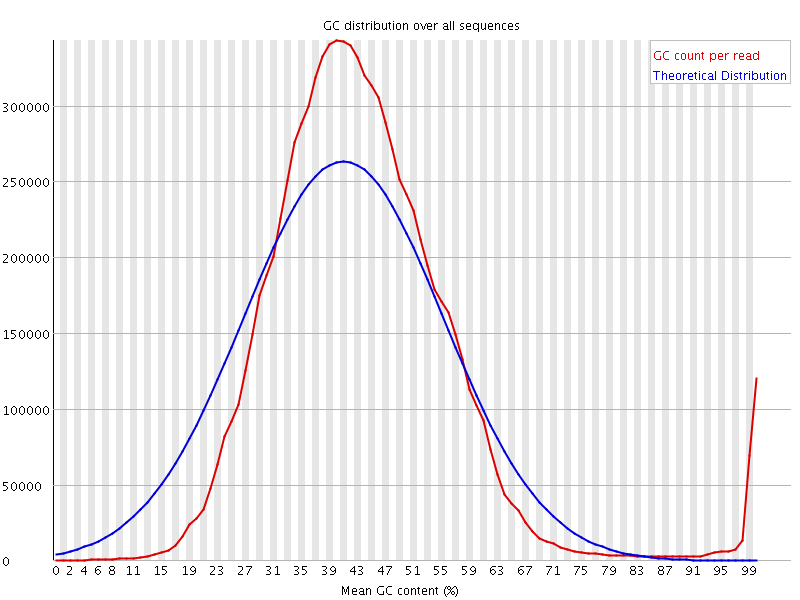 GC distribution over all sequences
GC count per read
Theoretical Distribution
300000
250000
200000
150000
100000
50000
0
0 2 4 6 8 11 15 19 23 27 31 35 39 43 47 51 55 59 63 67 71 75 79 83 87 91 95 99
Mean GC content (%)